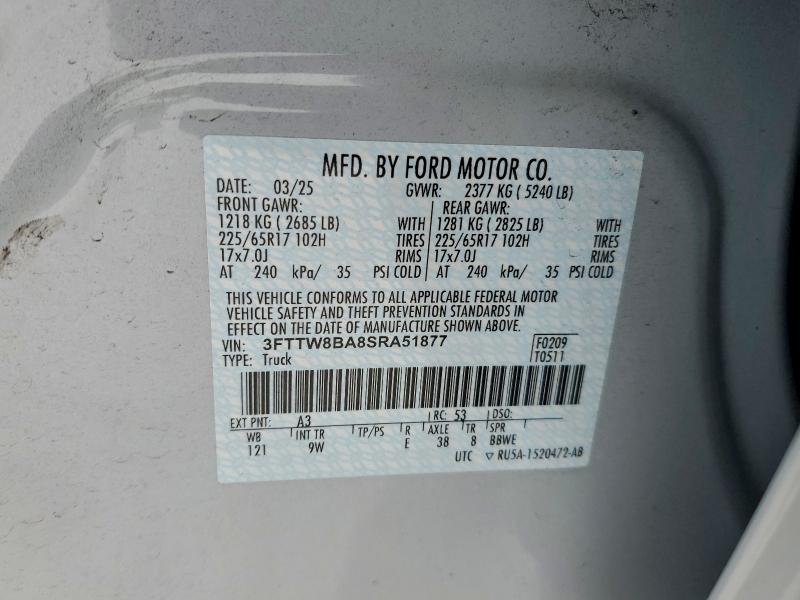 MFD. BY FORD MOTOR CO.
DATE: 03/25 GVWR: 2377 KG ( 5240 LB)
FRONT GAWR: REAR GAWR:
1218 KG ( 2685 LB) WITH 1281 KG ( 2825 LB) WITH
225/65R17 102H TIRES 225/65R17 102H TIRES
17x7.0J RIMS 17x7.0J RIMS
AT 240 kPa/ 35 PSI COLD AT 240 kPa/ 35 PSI COLD
THIS VEHICLE CONFORMS TO ALL APPLICABLE FEDERAL MOTOR
VEHICLE SAFETY AND THEFT PREVENTION STANDARDS IN
EFFECT ON THE DATE OF MANUFACTURE SHOWN ABOVE.
VIN: 3FTTW8BA8SRA51877 F0209
TYPE: Truck T0511
EXT PNT: A3 RC: 53 DSO:
WB INT TR TP/PS R AXLE TR SPR
121 9W E 38 8 BBWE
UTC ▽ RU5A-1520472-AB